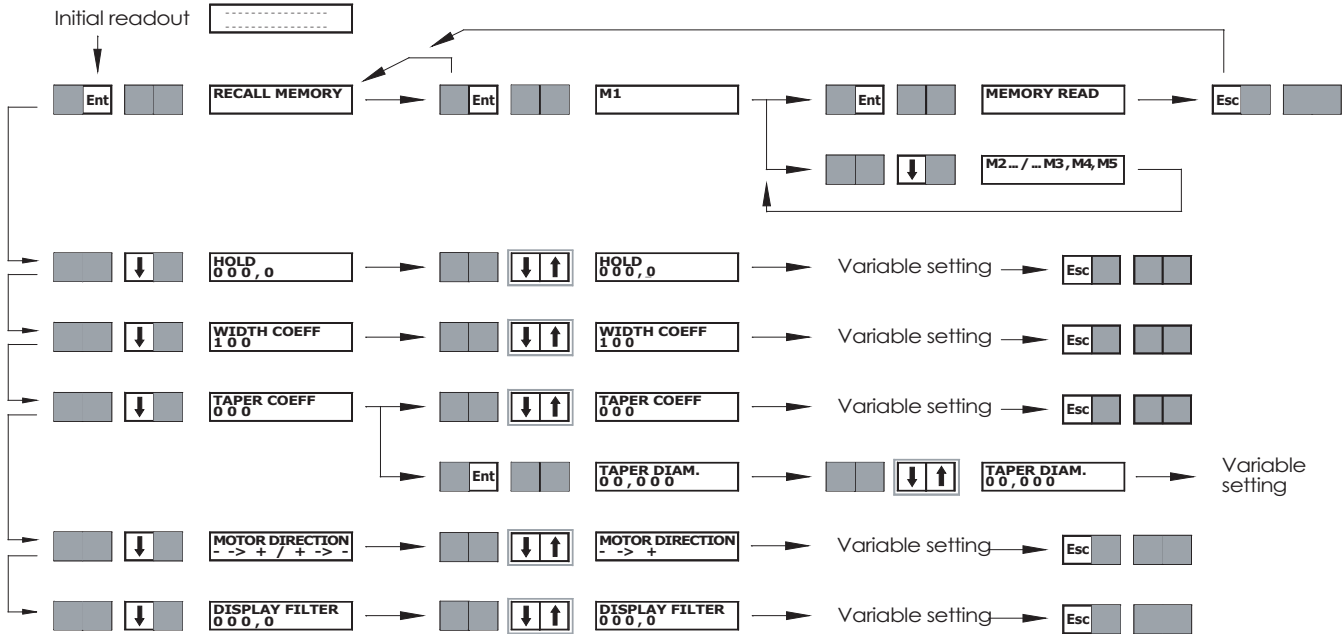 Initial readout
Ent
RECALL MEMORY
Ent
M1
Ent
MEMORY READ
Esc
M2... / ... M3, M4, M5
HOLD
000,0
HOLD
000,0
Variable setting
Esc
WIDTH COEFF
100
WIDTH COEFF
100
Variable setting
Esc
TAPER COEFF
000
TAPER COEFF
000
Variable setting
Esc
Ent
TAPER DIAM.
00,000
TAPER DIAM.
00,000
Variable
setting
MOTOR DIRECTION
- -> + / + -> -
MOTOR DIRECTION
- -> +
Variable setting
Esc
DISPLAY FILTER
000,0
DISPLAY FILTER
000,0
Variable setting
Esc